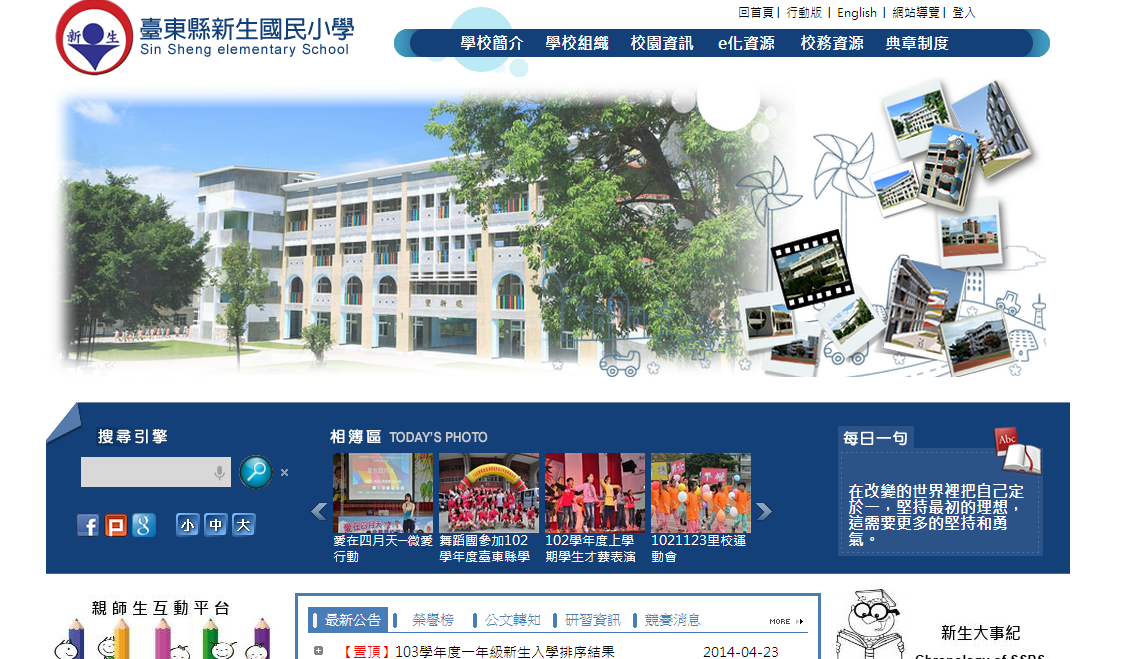 回首頁 | 行動版 | English | 網站導覽 | 登入
新生
臺東縣新生國民小學
Sin Sheng elementary School
學校簡介 學校組織 校園資訊 e化資源 校務資源 典章制度
搜尋引擎
小 中 大
相簿區 TODAY'S PHOTO
愛在四月天─微愛
行動
舞蹈團參加102
學年度臺東縣學
102學年度上學
期學生才藝表演
1021123里校運
動會
每日一句
Abc
在改變的世界裡把自己定
於一，堅持最初的理想，
這需要更多的堅持和勇
氣。
親師生互動平台
最新公告 榮譽榜 公文轉知 研習資訊 競賽消息 MORE
【置頂】103學年度一年級新生入學排序結果 2014-04-23
新生大事紀
Chronology of SSPS